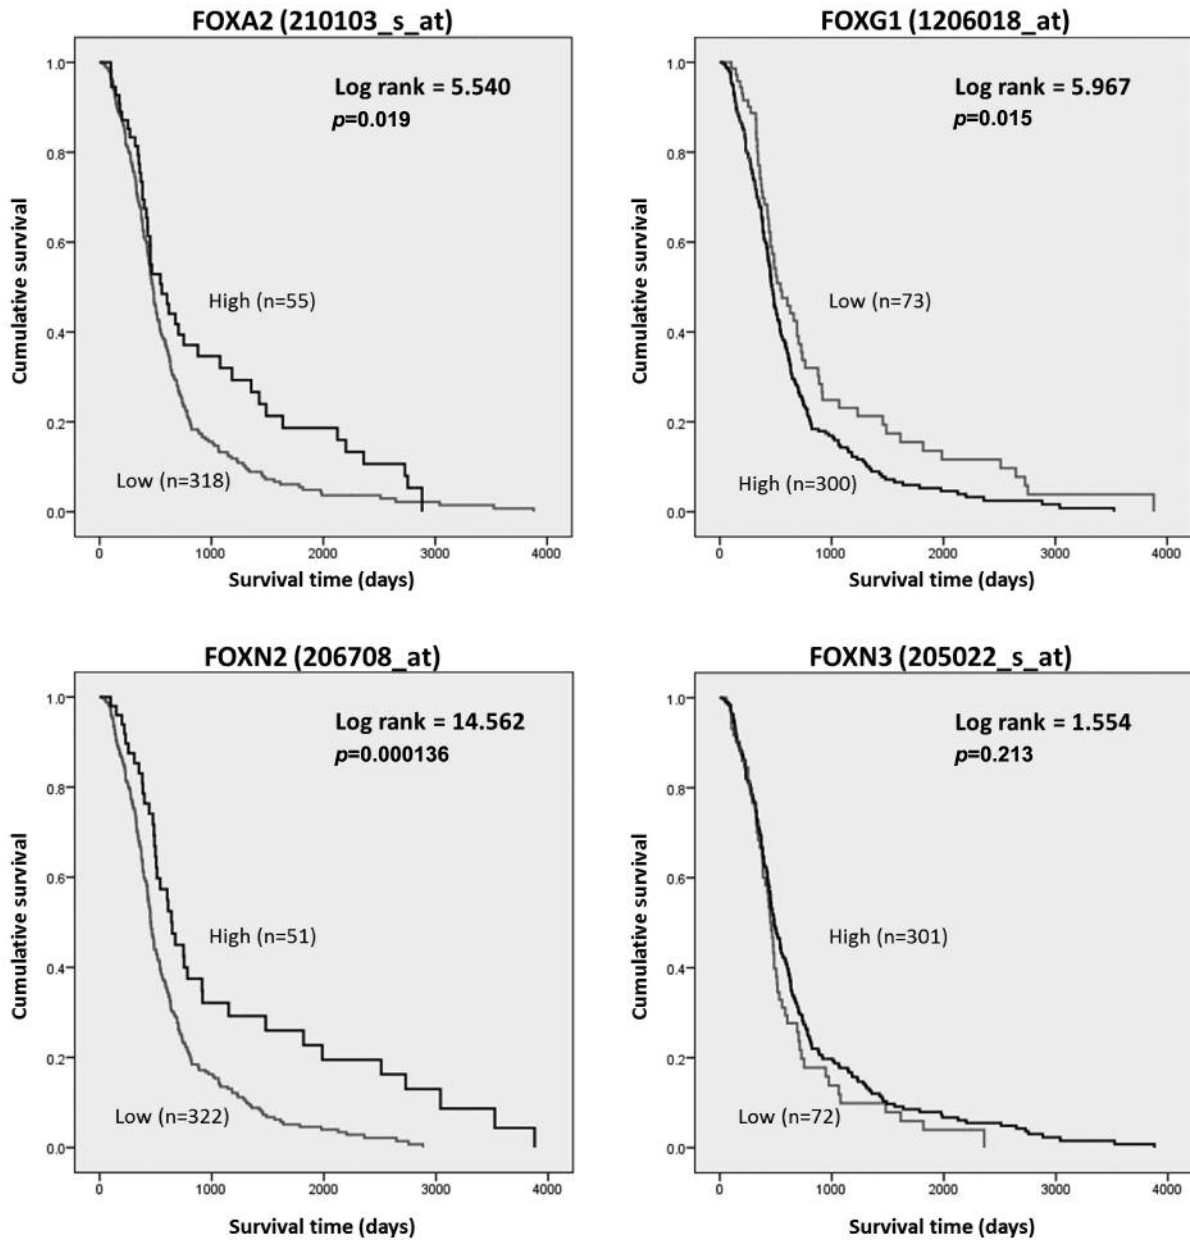 FOXA2 (210103_s_at)
Log rank = 5.540
p=0.019
High (n=55)
Low (n=318)
Cumulative survival
1.0
0.8
0.6
0.4
0.2
0.0
0
1000
2000
3000
4000
Survival time (days)
FOXG1 (1206018_at)
Log rank = 5.967
p=0.015
Low (n=73)
High (n=300)
Cumulative survival
1.0
0.8
0.6
0.4
0.2
0.0
0
1000
2000
3000
4000
Survival time (days)
FOXN2 (206708_at)
Log rank = 14.562
p=0.000136
High (n=51)
Low (n=322)
Cumulative survival
1.0
0.8
0.6
0.4
0.2
0.0
0
1000
2000
3000
4000
Survival time (days)
FOXN3 (205022_s_at)
Log rank = 1.554
p=0.213
High (n=301)
Low (n=72)
Cumulative survival
1.0
0.8
0.6
0.4
0.2
0.0
0
1000
2000
3000
4000
Survival time (days)